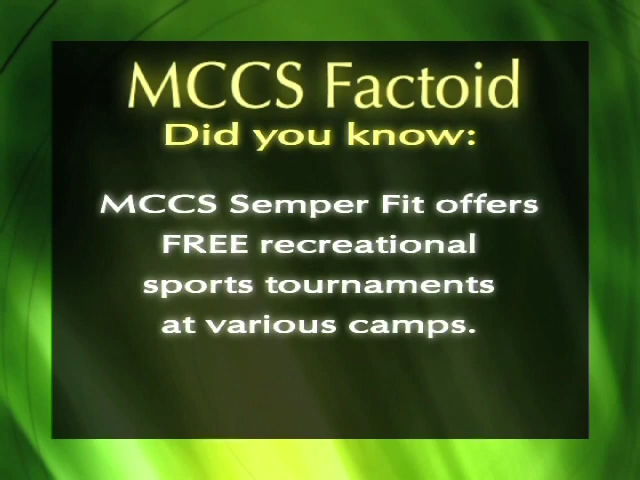 MCCS Factoid
Did you know:
MCCS Semper Fit offers
FREE recreational
sports tournaments
at various camps.